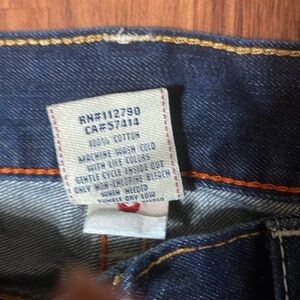 RN#112790
CA#57414
100% COTTON
MACHINE WASH COLD
WITH LIKE COLORS
GENTLE CYCLE INSIDE OUT
ONLY NON-CHLORINE BLEACH
WHEN NEEDED
TUMBLE DRY LOW